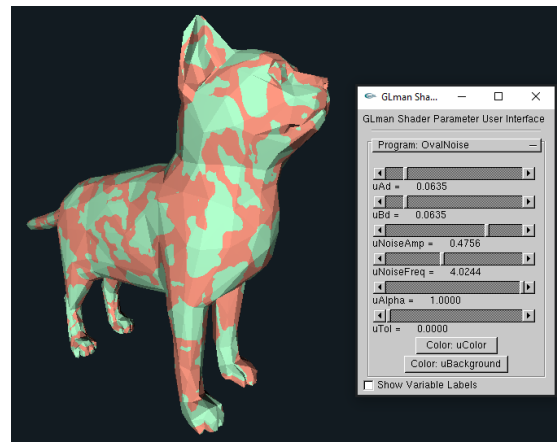 GLman Sha...
GLman Shader Parameter User Interface
Program: OvalNoise
uAd = 0.0635
uBd = 0.0635
uNoiseAmp = 0.4756
uNoiseFreq = 4.0244
uAlpha = 1.0000
uTol = 0.0000
Color: uColor
Color: uBackground
Show Variable Labels